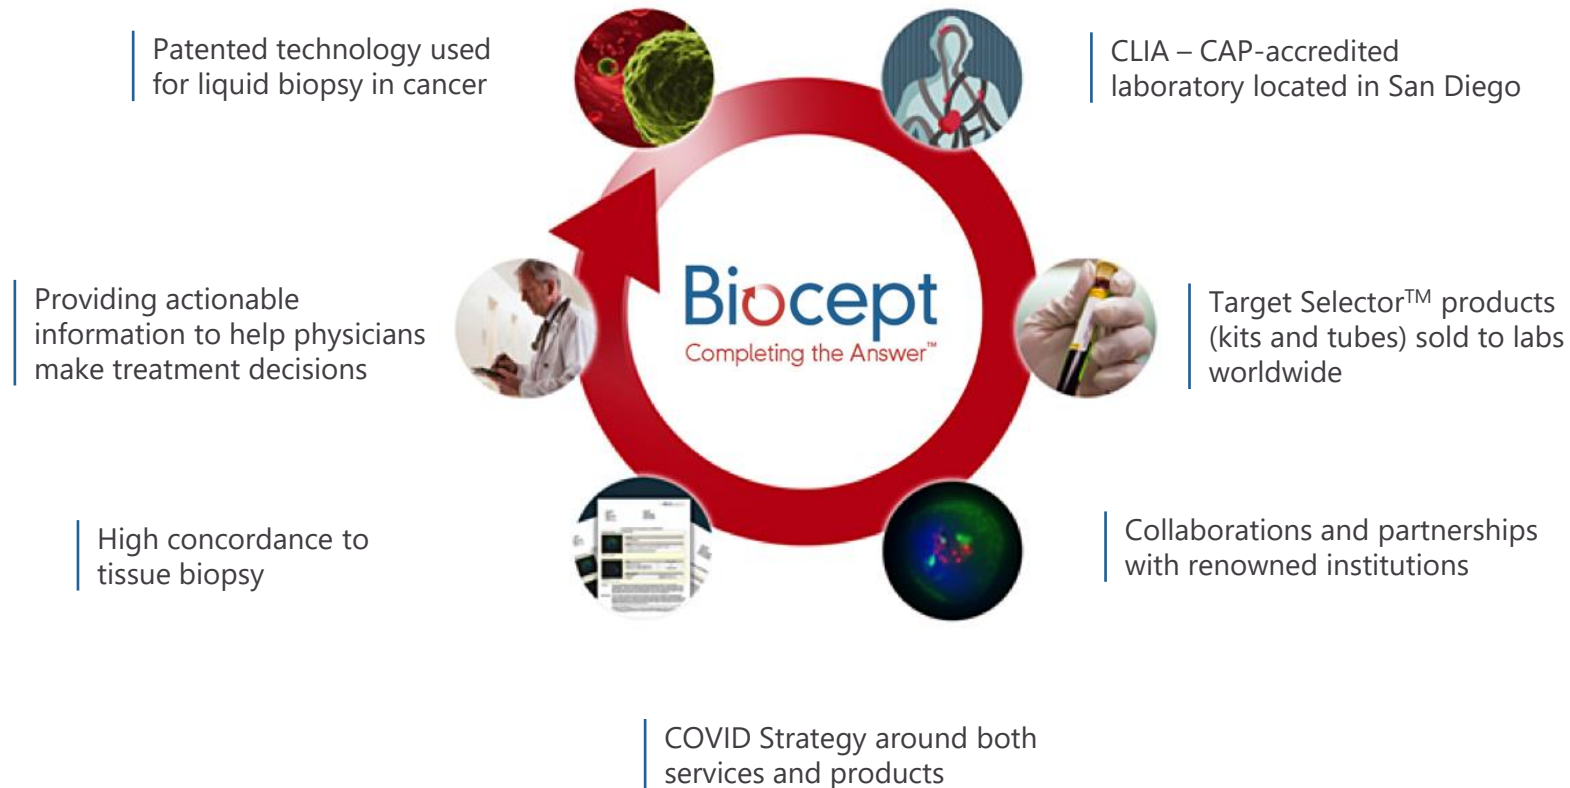 Patented technology used
for liquid biopsy in cancer
CLIA – CAP-accredited
laboratory located in San Diego
Providing actionable
information to help physicians
make treatment decisions
Biocept
Completing the Answer™
Target Selector™ products
(kits and tubes) sold to labs
worldwide
High concordance to
tissue biopsy
Collaborations and partnerships
with renowned institutions
COVID Strategy around both
services and products